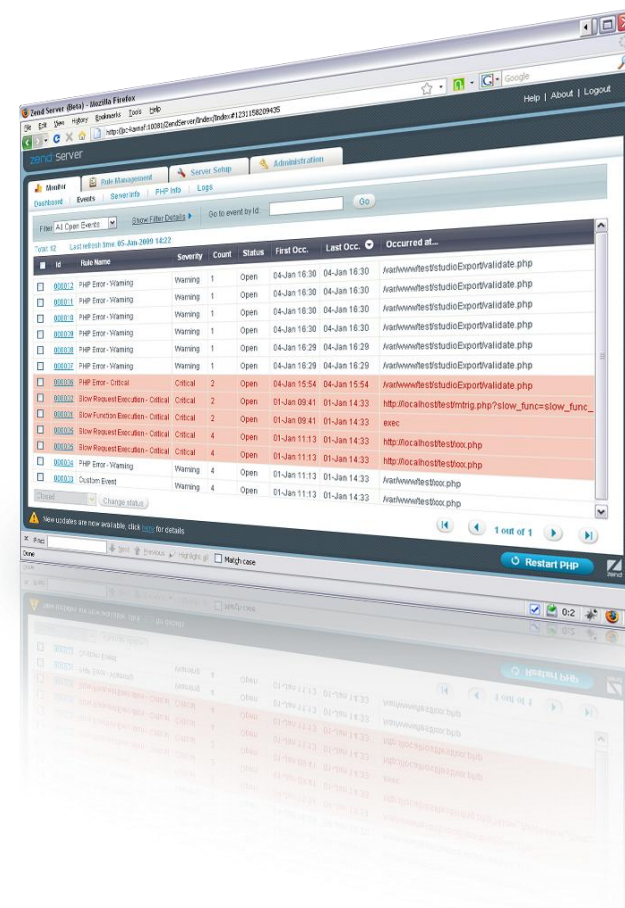 Zend Server (Beta) - Mozilla Firefox
File Edit View History Bookmarks Tools Help
Google
Help | About | Logout
zend server
Monitor Rule Management Server Setup Administration
Dashboard Events Server Info PHP Info Logs
Filter All Open Events Show Filter Details Go to event by Id: Go
Total: 12 Last refresh time: 05-Jan-2009 14:22
Id Rule Name Severity Count Status First Occ. Last Occ. Occurred at...
000012 PHP Error - Warning Warning 1 Open 04-Jan 16:30 04-Jan 16:30 /var/www/test/studioExport/validate.php
000011 PHP Error - Warning Warning 1 Open 04-Jan 16:30 04-Jan 16:30 /var/www/test/studioExport/validate.php
PHP Error - Warning Warning 1 Open 04-Jan 16:30 04-Jan 16:30 /var/www/test/studioExport/validate.php
PHP Error - Warning Warning 1 Open 04-Jan 16:30 04-Jan 16:30 /var/www/test/studioExport/validate.php
PHP Error - Warning Warning 1 Open 04-Jan 16:29 04-Jan 16:29 /var/www/test/studioExport/validate.php
PHP Error - Warning Warning 1 Open 04-Jan 16:29 04-Jan 16:29 /var/www/test/studioExport/validate.php
PHP Error - Critical Critical 2 Open 04-Jan 15:54 04-Jan 15:54 /var/www/test/studioExport/validate.php
Slow Request Execution - Critical Critical 2 Open 01-Jan 09:41 01-Jan 14:33 http://localhost/test/mtrig.php?slow_func=slow_func_
Slow Function Execution - Critical Critical 2 Open 01-Jan 09:41 01-Jan 14:33 exec
Slow Request Execution - Critical Critical 4 Open 01-Jan 11:13 01-Jan 14:33 http://localhost/test/xxx.php
Slow Request Execution - Critical Critical 4 Open 01-Jan 11:13 01-Jan 14:33 http://localhost/test/xxx.php
PHP Error - Warning Warning 4 Open 01-Jan 11:13 01-Jan 14:33 /var/www/test/xxx.php
Custom Event Warning 4 Open 01-Jan 11:13 01-Jan 14:33 /var/www/test/xxx.php
Closed Change status
1 out of 1
New updates are now available, click here for details
Restart PHP
zend
Find: Next Previous Highlight all Match case
Done 0:2